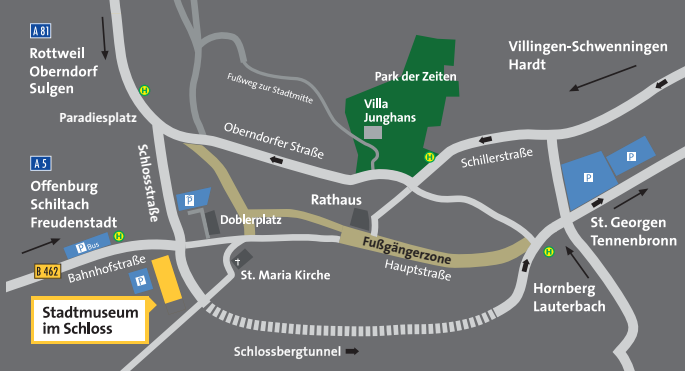 A 81
Rottweil
Oberndorf
Sulgen
Villingen-Schwenningen
Hardt
Park der Zeiten
Fußweg zur Stadtmitte
H
Villa
Junghans
Paradiesplatz
Oberndorfer Straße
H
Schillerstraße
Schlossstraße
P
P
A 5
Offenburg
Schiltach
Freudenstadt
P
Rathaus
Doblerplatz
St. Georgen
Tennenbronn
P Bus
H
Fußgängerzone
Hauptstraße
H
B 462
Bahnhofstraße
St. Maria Kirche
P
Hornberg
Lauterbach
Stadtmuseum
im Schloss
Schlossbergtunnel